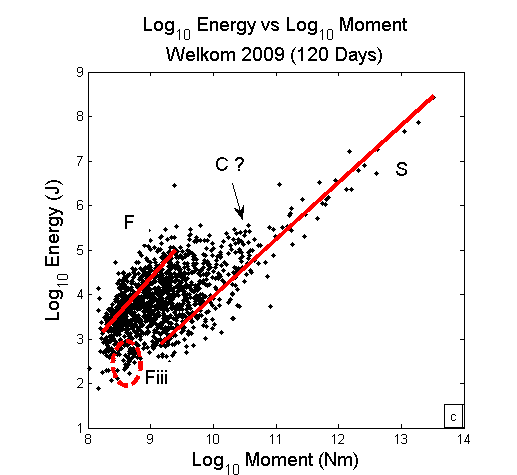 Log10 Energy vs Log10 Moment
Welkom 2009 (120 Days)
9
8
7
6
5
4
3
2
1
Log10 Energy (J)
C ?
S
F
Fiii
c
8 9 10 11 12 13 14
Log10 Moment (Nm)